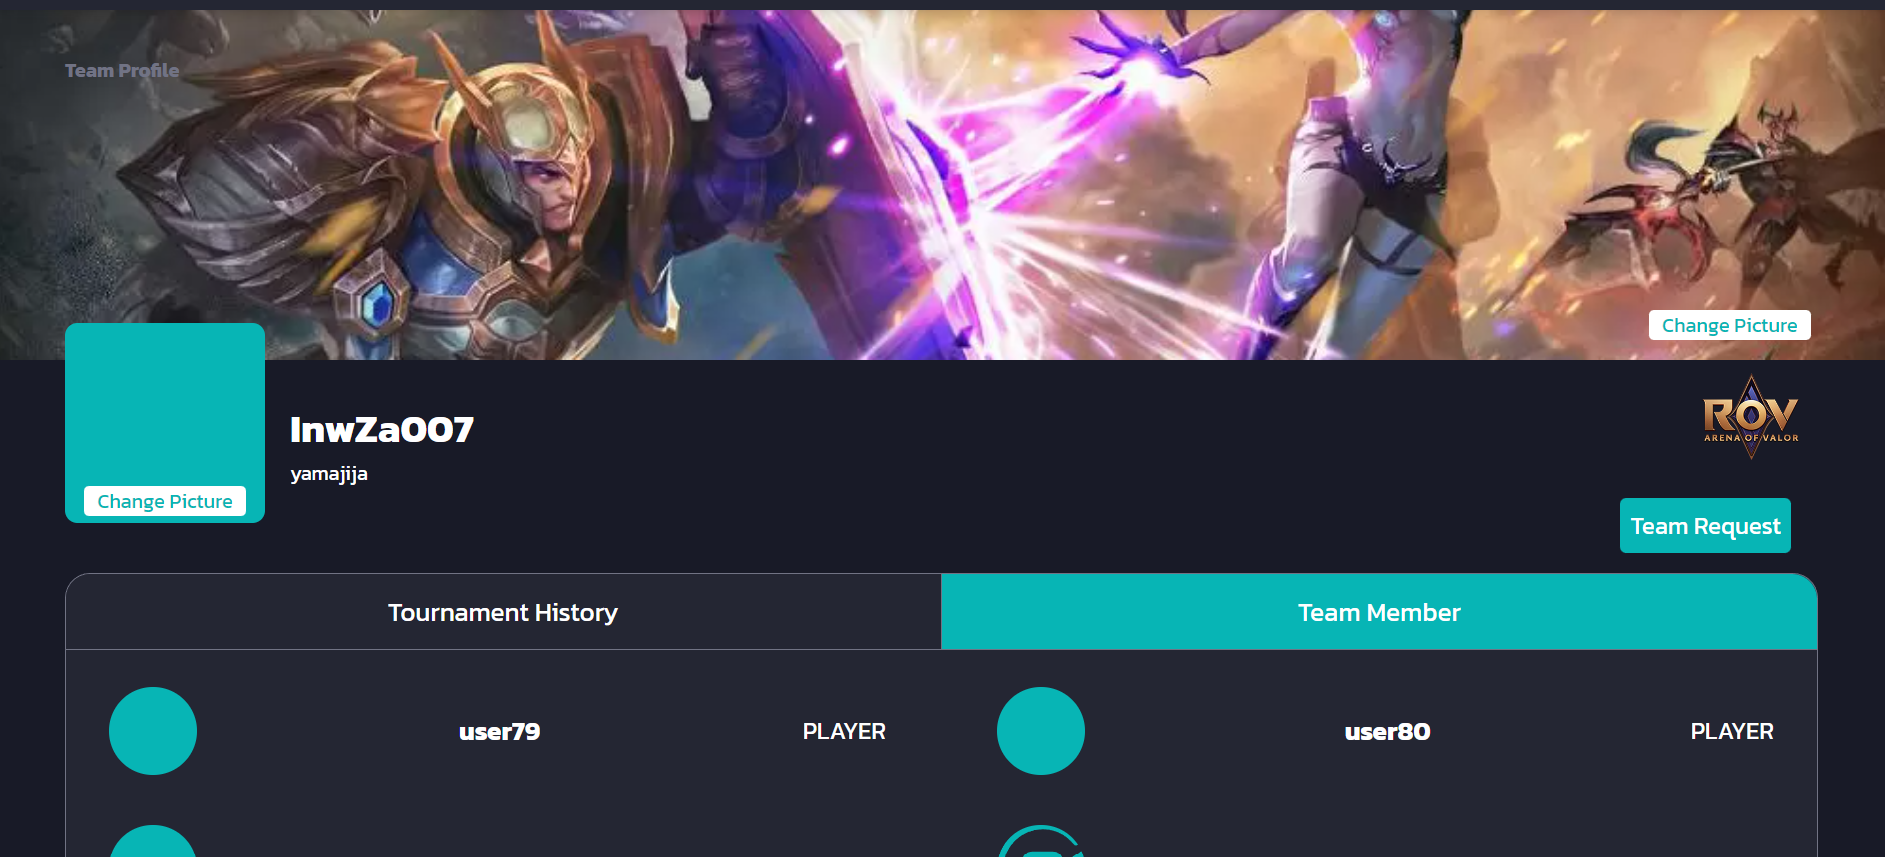 Team Profile
Change Picture
ROV
ARENA OF VALOR
InwZa007
yamajija
Change Picture
Team Request
Tournament History
Team Member
user79
PLAYER
user80
PLAYER